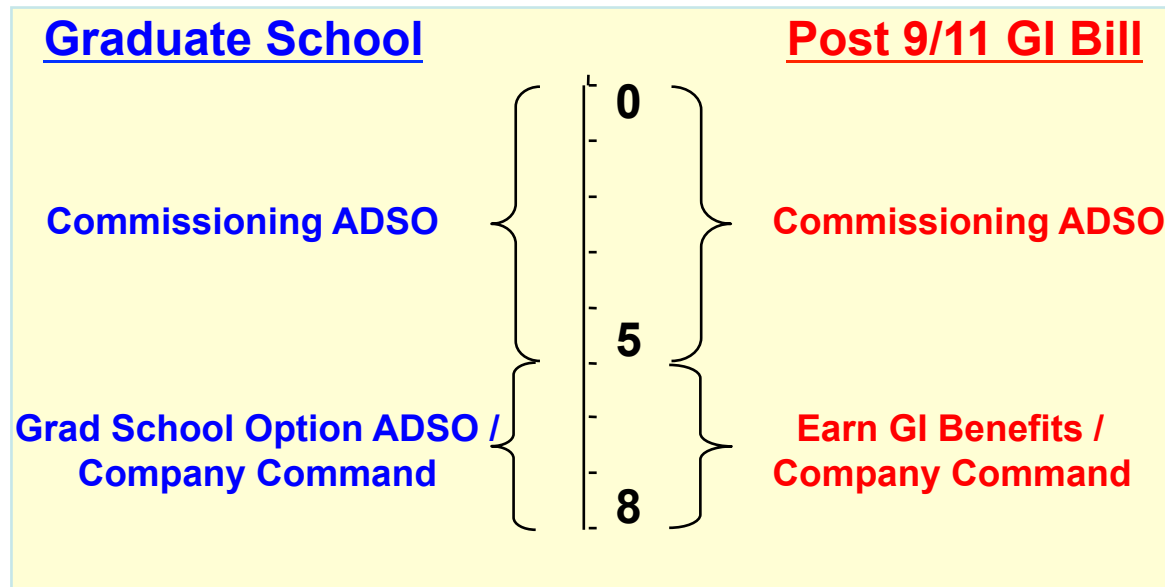 Graduate School
Post 9/11 GI Bill
0
Commissioning ADSO
Commissioning ADSO
5
Grad School Option ADSO /
Company Command
Earn GI Benefits /
Company Command
8